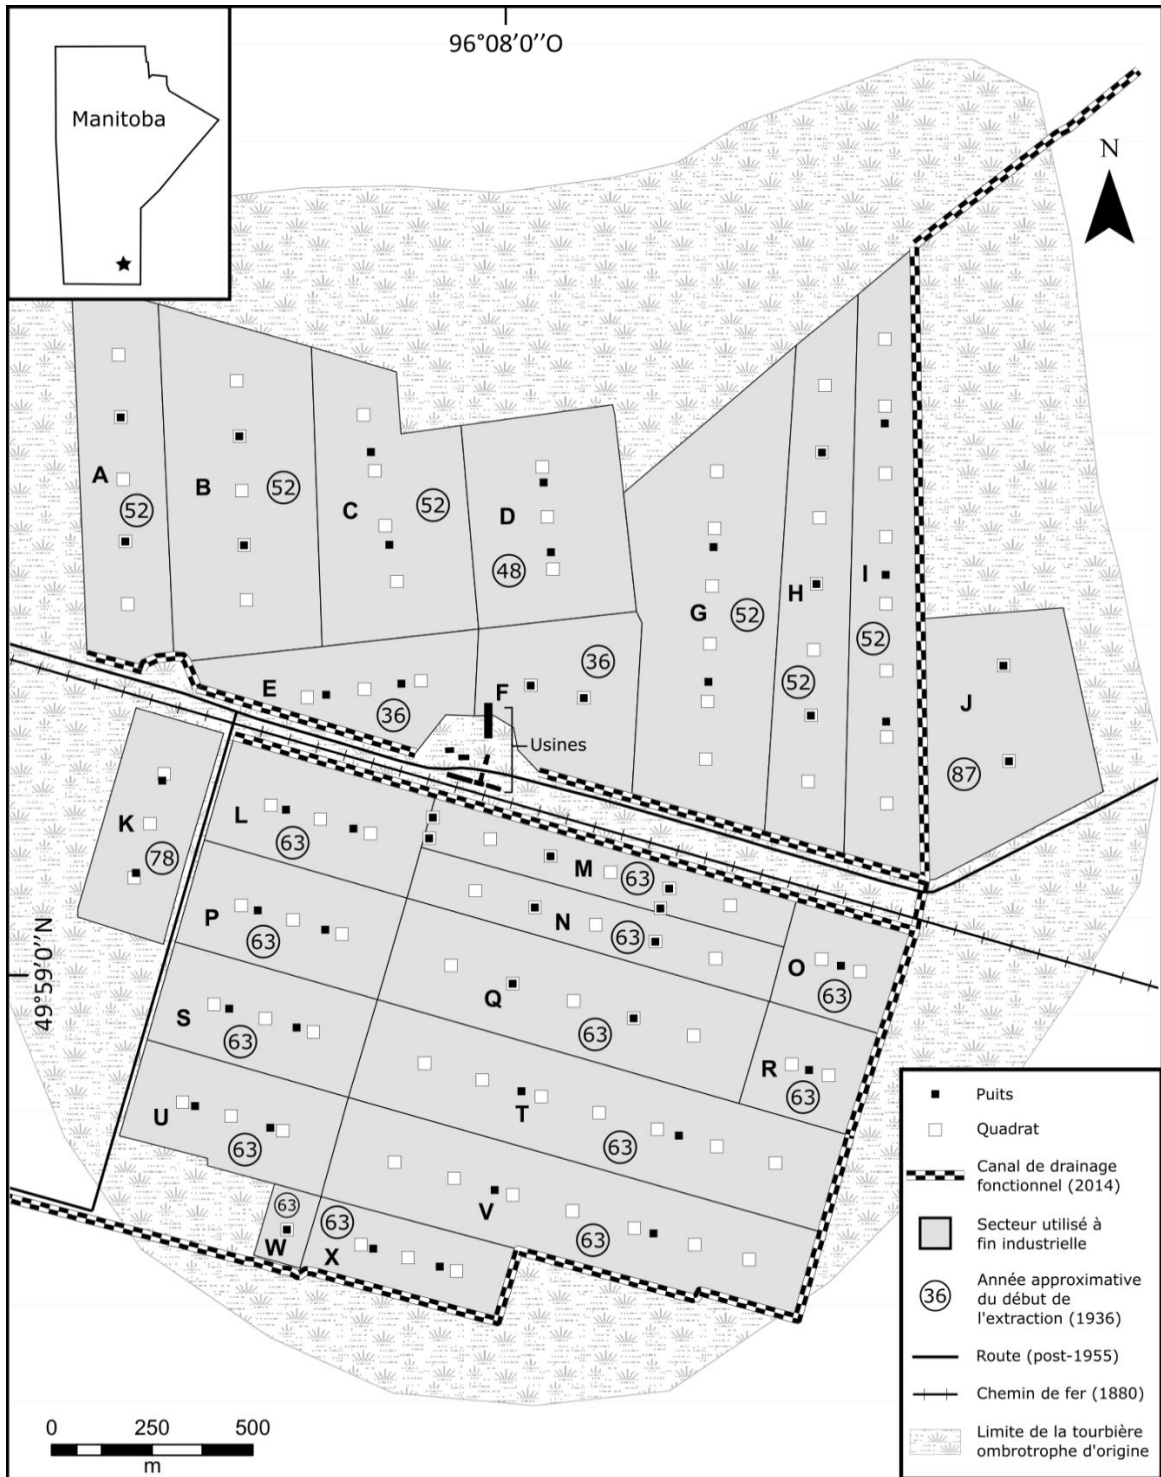 96°08'0''O
Manitoba
N
A
52
B
52
C
52
D
48
E
36
F
36
G
52
H
52
I
52
J
87
Usines
K
78
L
63
M
63
N
63
O
63
P
63
Q
63
R
63
S
63
T
63
U
63
V
63
W
63
X
63
49°59'0''N
Puits
Quadrat
Canal de drainage
fonctionnel (2014)
Secteur utilisé à
fin industrielle
36
Année approximative
du début de
l'extraction (1936)
Route (post-1955)
Chemin de fer (1880)
Limite de la tourbière
ombrotrophe d'origine
0 250 500
m